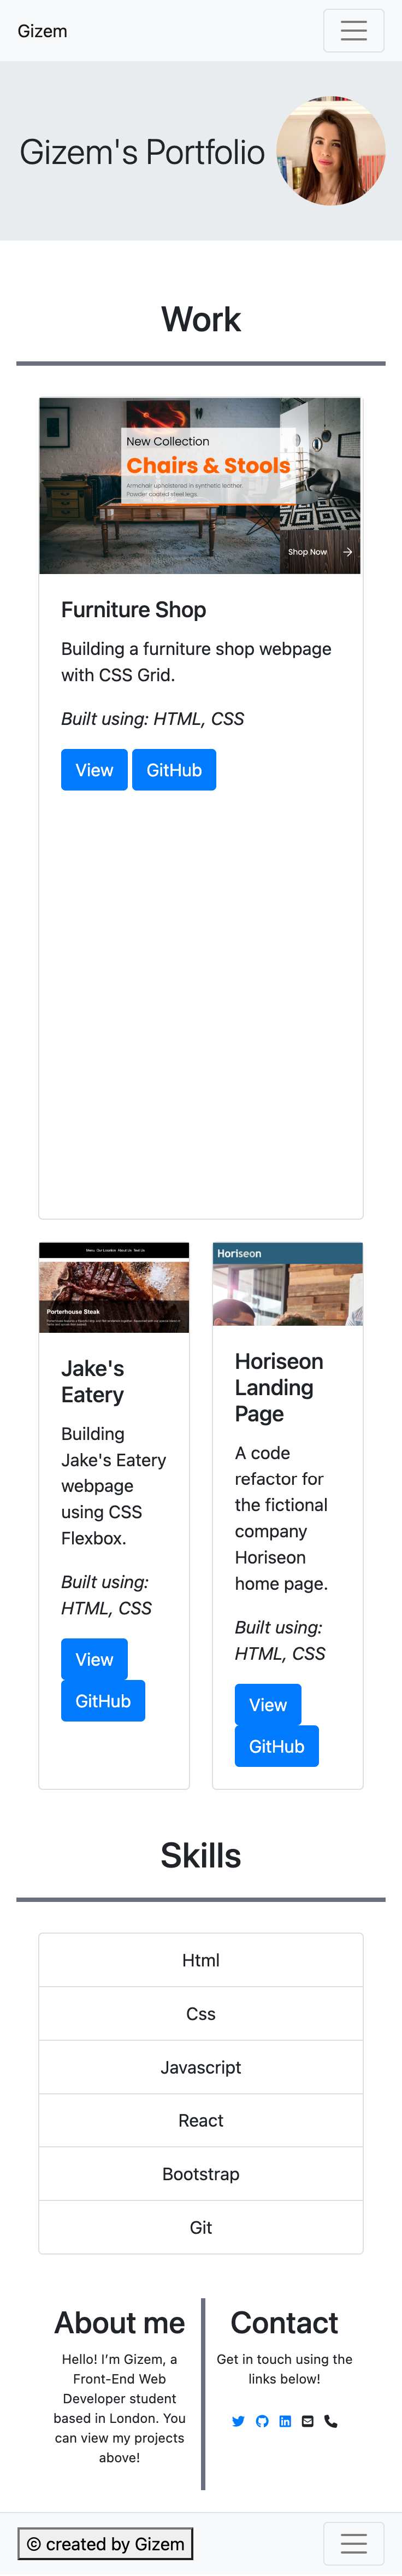 Gizem
Gizem's Portfolio
Work
New Collection
Chairs & Stools
Armchair upholstered in synthetic leather.
Powder coated steel legs.
Shop Now
Furniture Shop
Building a furniture shop webpage
with CSS Grid.
Built using: HTML, CSS
View GitHub
Menu Our Location About Us Text Us
Porterhouse Steak
Jake's
Eatery
Building
Jake's Eatery
webpage
using CSS
Flexbox.
Built using:
HTML, CSS
View
GitHub
Horiseon
Horiseon
Landing
Page
A code
refactor for
the fictional
company
Horiseon
home page.
Built using:
HTML, CSS
View
GitHub
Skills
Html
Css
Javascript
React
Bootstrap
Git
About me
Hello! I’m Gizem, a
Front-End Web
Developer student
based in London. You
can view my projects
above!
Contact
Get in touch using the
links below!
© created by Gizem